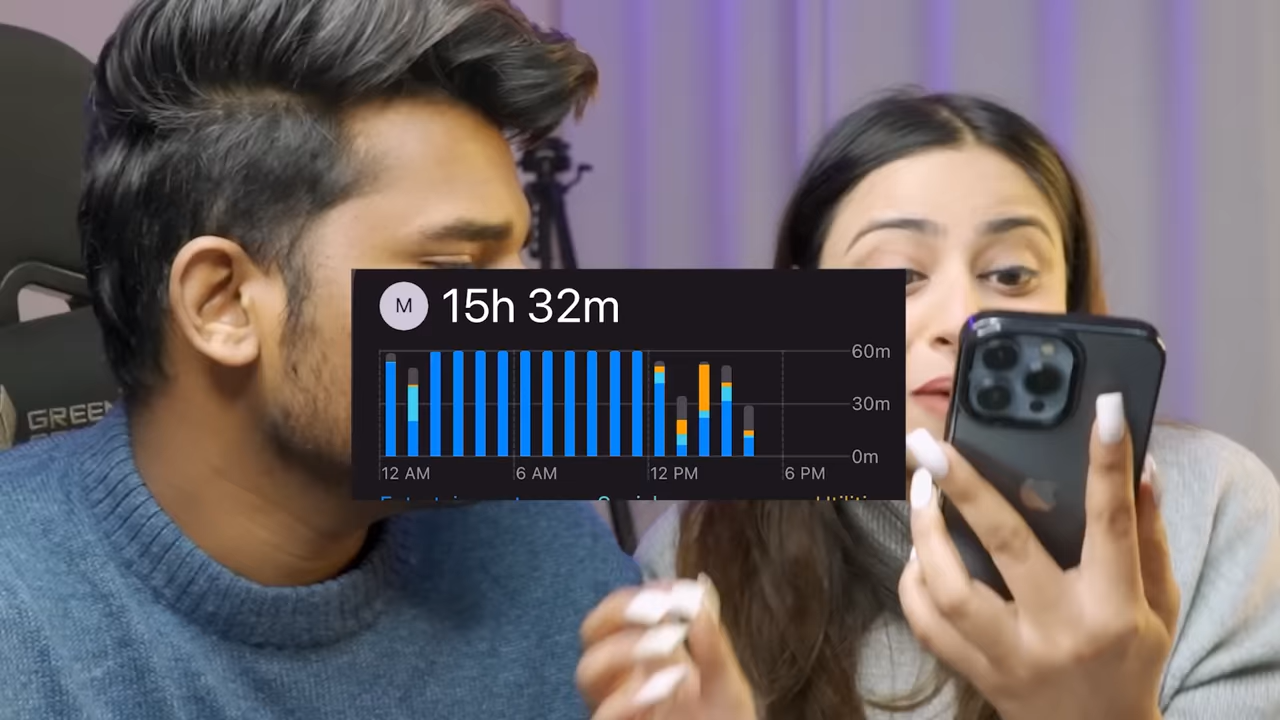 M 15h 32m
60m
30m
0m
12 AM 6 AM 12 PM 6 PM
GREEN